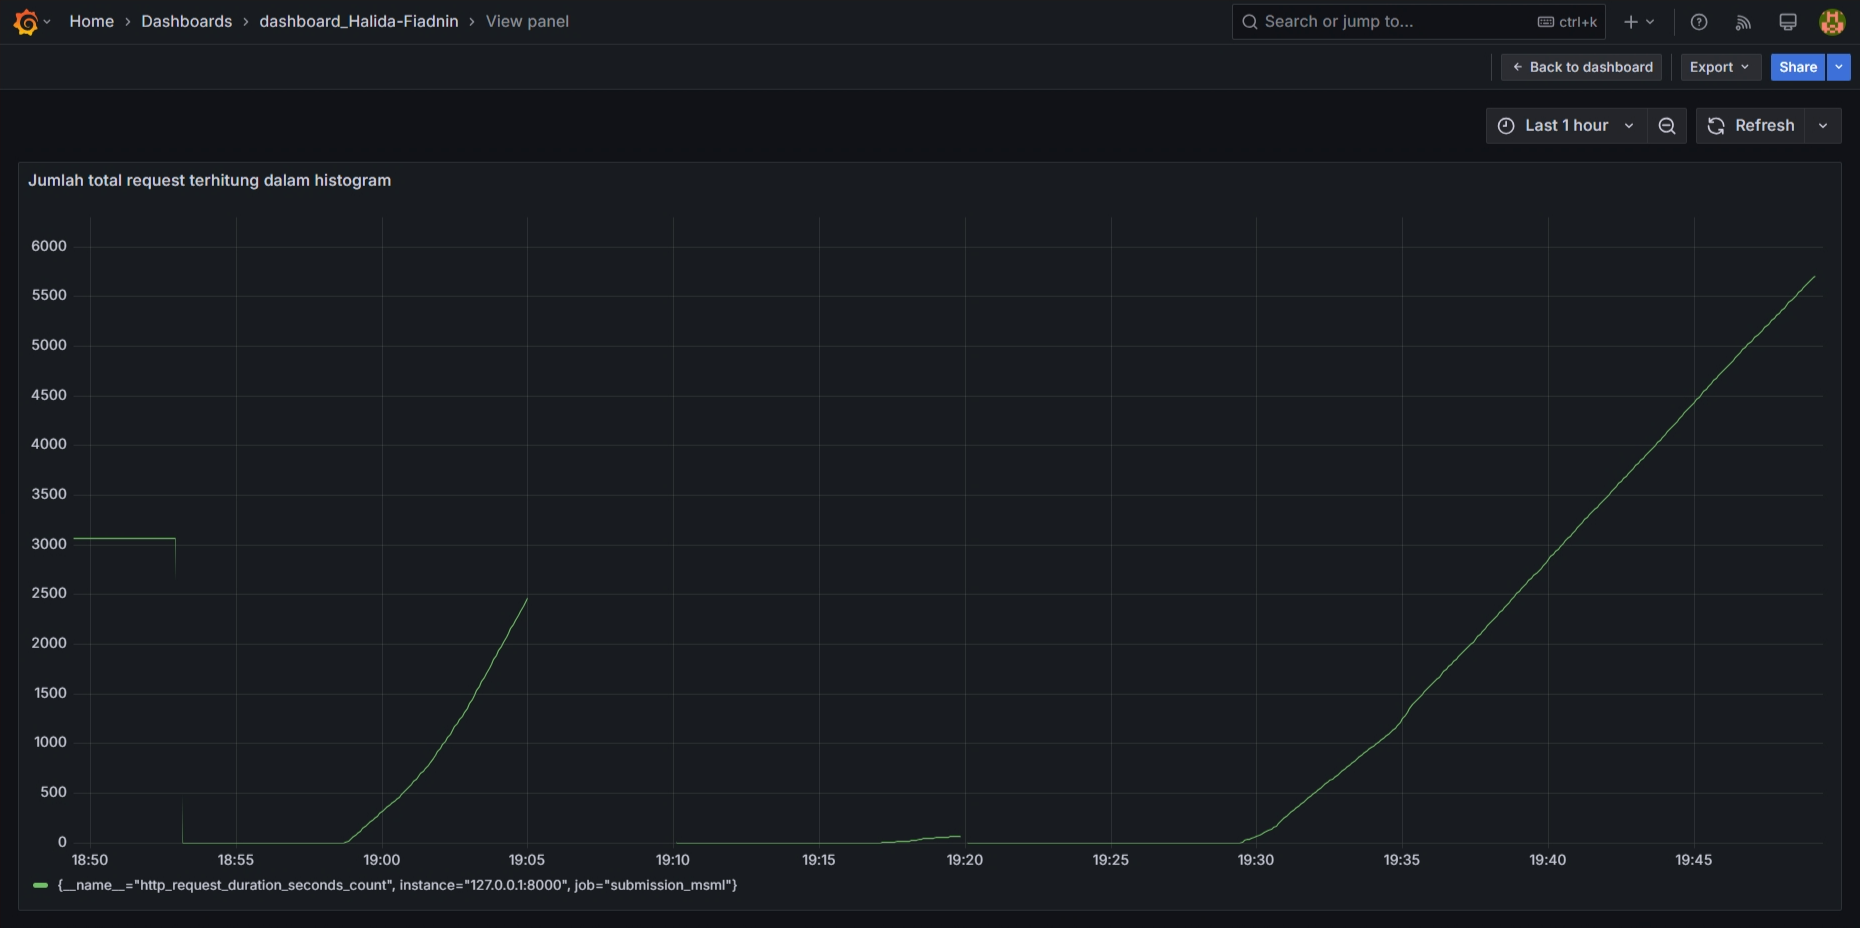 Home › Dashboards › dashboard_Halida-Fiadnin › View panel
Search or jump to... ctrl+k
Back to dashboard
Export
Share
Last 1 hour
Refresh
Jumlah total request terhitung dalam histogram
6000
5500
5000
4500
4000
3500
3000
2500
2000
1500
1000
500
0
18:50 18:55 19:00 19:05 19:10 19:15 19:20 19:25 19:30 19:35 19:40 19:45
{__name__="http_request_duration_seconds_count", instance="127.0.0.1:8000", job="submission_msml"}